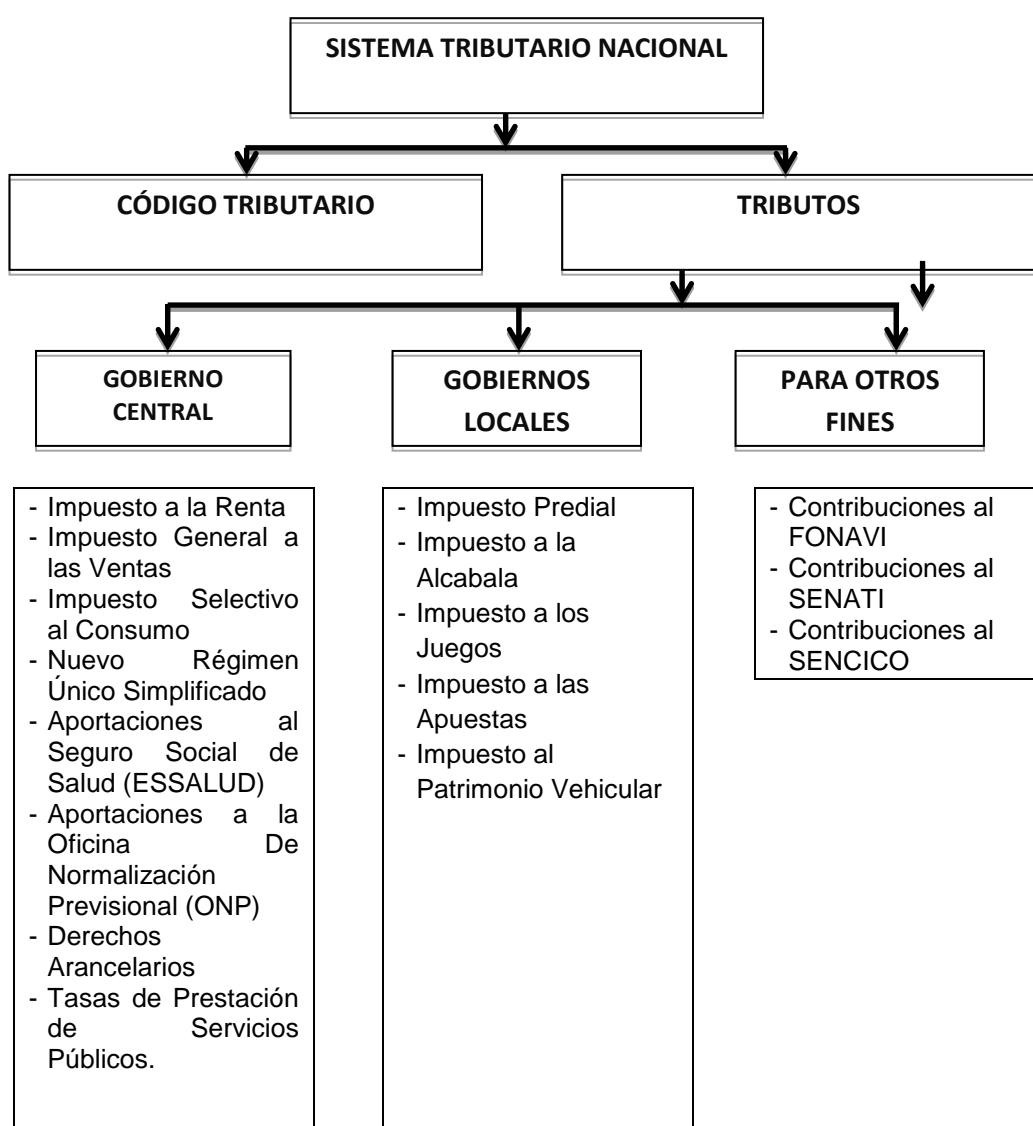 SISTEMA TRIBUTARIO NACIONAL
CÓDIGO TRIBUTARIO
TRIBUTOS
GOBIERNO
CENTRAL
GOBIERNOS
LOCALES
PARA OTROS
FINES
- Impuesto a la Renta
- Impuesto General a
las Ventas
- Impuesto Selectivo
al Consumo
- Nuevo Régimen
Único Simplificado
- Aportaciones al
Seguro Social de
Salud (ESSALUD)
- Aportaciones a la
Oficina De
Normalización
Previsional (ONP)
- Derechos
Arancelarios
- Tasas de Prestación
de Servicios
Públicos.
- Impuesto Predial
- Impuesto a la
Alcabala
- Impuesto a los
Juegos
- Impuesto a las
Apuestas
- Impuesto al
Patrimonio Vehicular
- Contribuciones al
FONAVI
- Contribuciones al
SENATI
- Contribuciones al
SENCICO